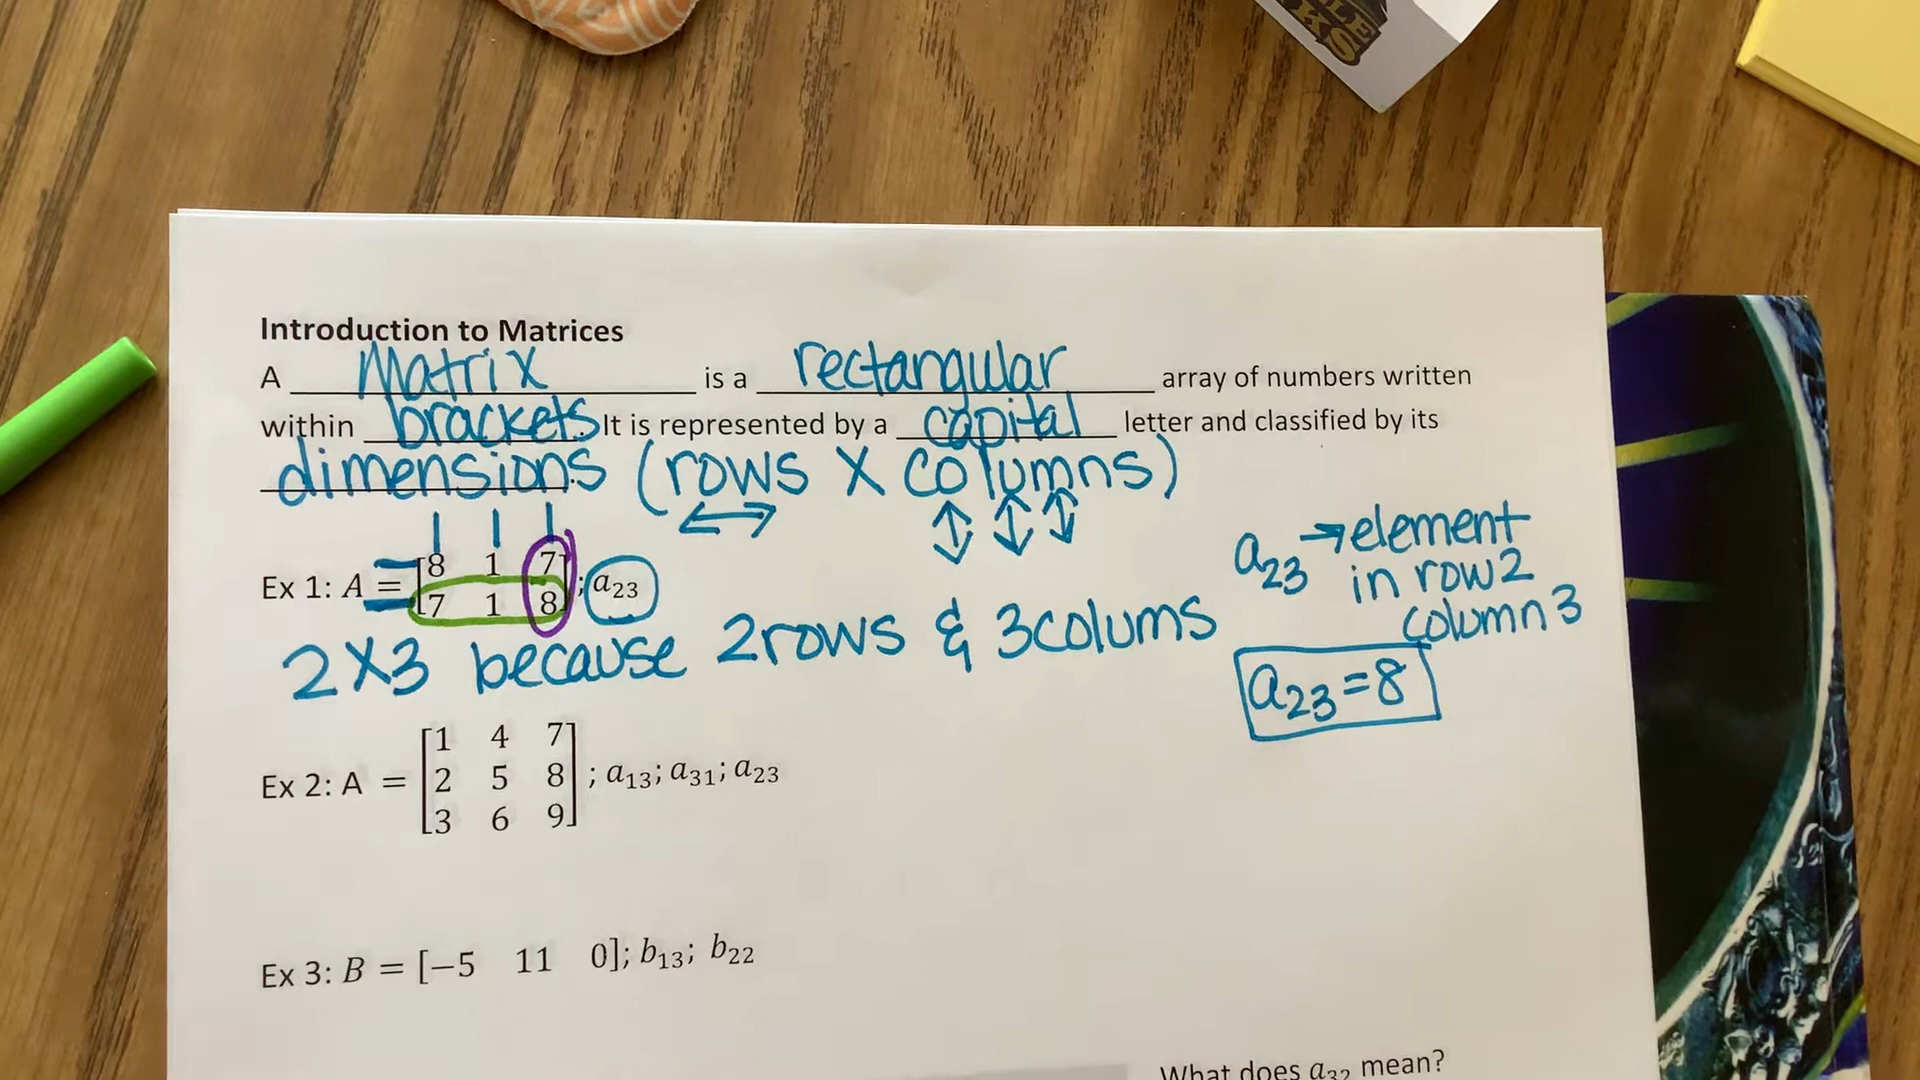 Introduction to Matrices
A Matrix is a rectangular array of numbers written
within brackets. It is represented by a capital letter and classified by its
dimensions (rows X columns)
Ex 1: A = [8 1 7
7 1 8]; a23
a23 → element
in row 2
column 3
2X3 because 2rows & 3colums
a23 = 8
Ex 2: A = [1 4 7
2 5 8
3 6 9]; a13; a31; a23
Ex 3: B = [−5 11 0]; b13; b22
What does a32 mean?